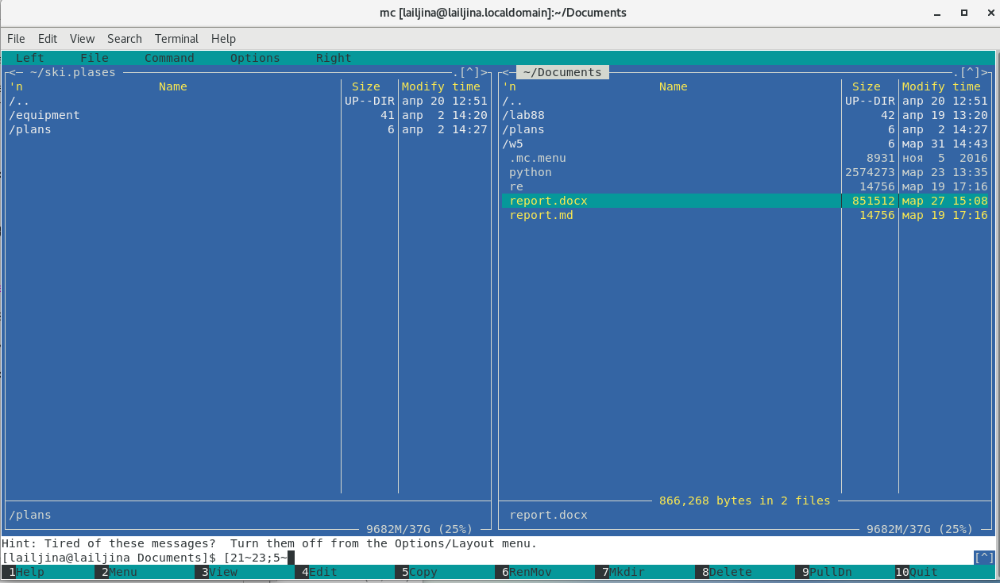 mc [lailjina@lailjina.localdomain]:~/Documents
File Edit View Search Terminal Help
Left File Command Options Right
<─ ~/ski.plases ─.[^]>
'n Name Size Modify time
/.. UP--DIR апр 20 12:51
/equipment 41 апр 2 14:20
/plans 6 апр 2 14:27
/plans
9682M/37G (25%)
<─ ~/Documents ─.[^]>
'n Name Size Modify time
/.. UP--DIR апр 20 12:51
/lab88 42 апр 19 13:20
/plans 6 апр 2 14:27
/w5 6 мар 31 14:43
.mc.menu 8931 ноя 5 2016
python 2574273 мар 23 13:35
re 14756 мар 19 17:16
report.docx 851512 мар 27 15:08
report.md 14756 мар 19 17:16
866,268 bytes in 2 files
report.docx
9682M/37G (25%)
Hint: Tired of these messages? Turn them off from the Options/Layout menu.
[lailjina@lailjina Documents]$ [21~23;5~ [^]
1Help 2Menu 3View 4Edit 5Copy 6RenMov 7Mkdir 8Delete 9PullDn 10Quit